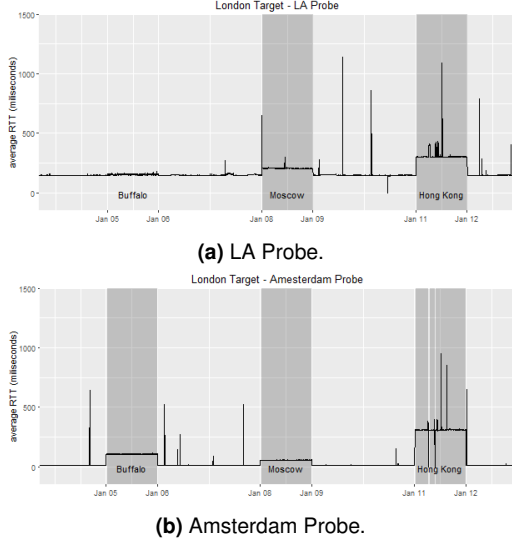 London Target - LA Probe
1500
1000
500
0
average RTT (miliseconds)
Buffalo
Moscow
Hong Kong
Jan 05 Jan 06 Jan 08 Jan 09 Jan 11 Jan 12
(a) LA Probe.
London Target - Amesterdam Probe
1500
1000
500
0
average RTT (miliseconds)
Buffalo
Moscow
Hong Kong
Jan 05 Jan 06 Jan 08 Jan 09 Jan 11 Jan 12
(b) Amsterdam Probe.